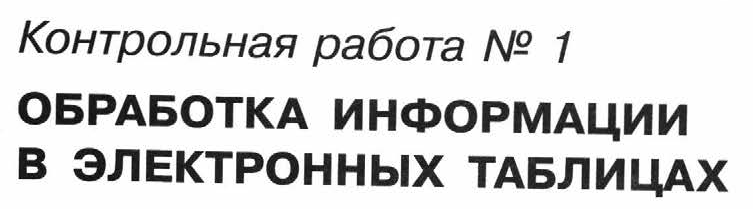 Контрольная работа № 1
ОБРАБОТКА ИНФОРМАЦИИ
В ЭЛЕКТРОННЫХ ТАБЛИЦАХ